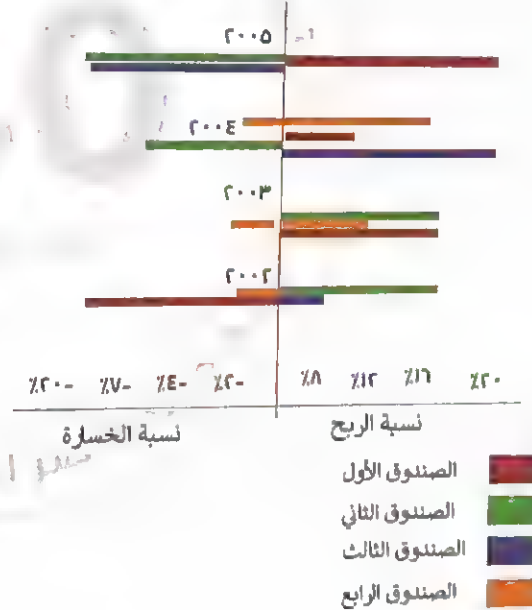 ٢٠٠٥
٢٠٠٤
٢٠٠٣
٢٠٠٢
٪٢٠- ٪٧- ٪٤- ٪٢- ٪٨ ٪١٢ ٪١٦ ٪٢٠
نسبة الخسارة نسبة الربح
الصندوق الأول
الصندوق الثاني
الصندوق الثالث
الصندوق الرابع